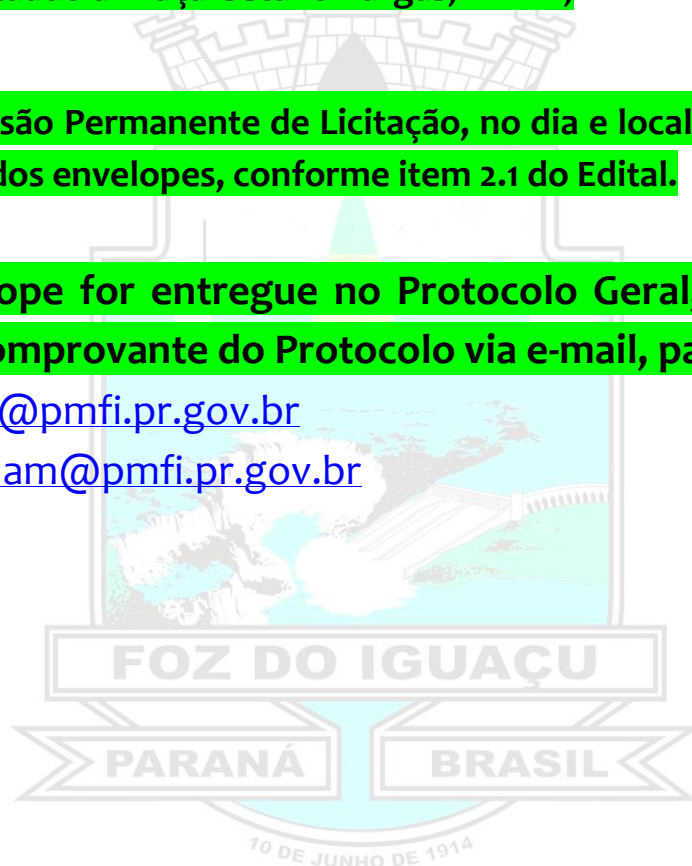 são Permanente de Licitação, no dia e local
dos envelopes, conforme item 2.1 do Edital.
ope for entregue no Protocolo Geral,
omprovante do Protocolo via e-mail, pa
@pmfi.pr.gov.br
am@pmfi.pr.gov.br
FOZ DO IGUAÇU
PARANÁ BRASIL
10 DE JUNHO DE 1914